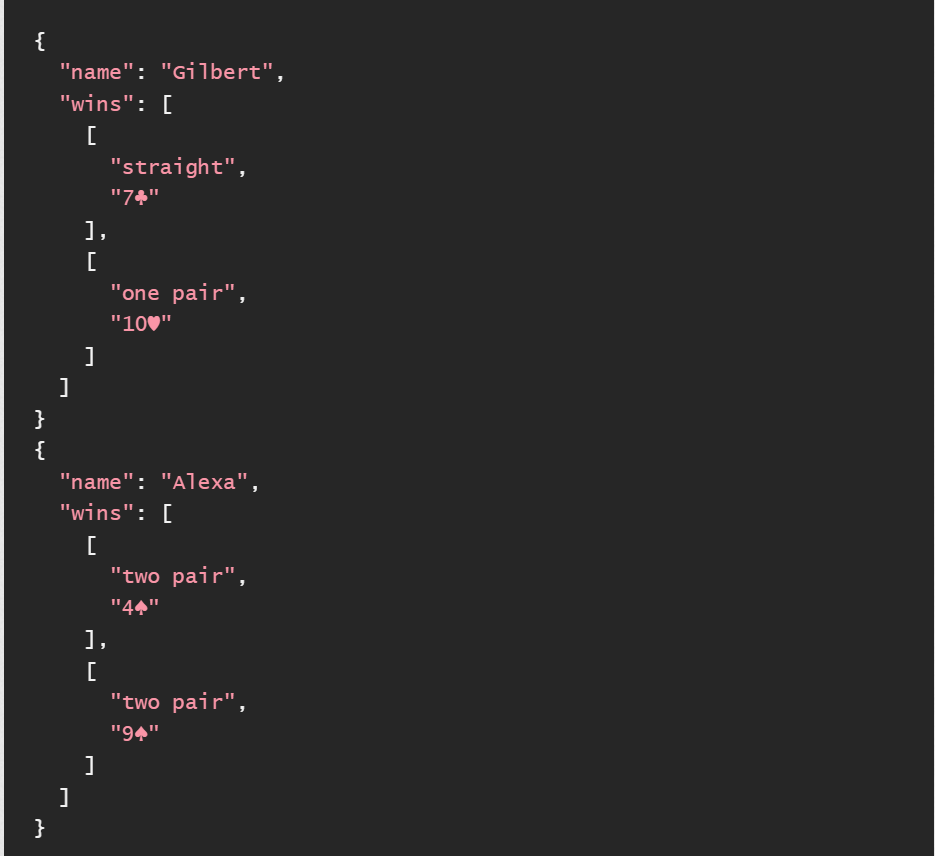 {
  "name": "Gilbert",
  "wins": [
    [
      "straight",
      "7♣"
    ],
    [
      "one pair",
      "10♥"
    ]
  ]
}
{
  "name": "Alexa",
  "wins": [
    [
      "two pair",
      "4♠"
    ],
    [
      "two pair",
      "9♠"
    ]
  ]
}